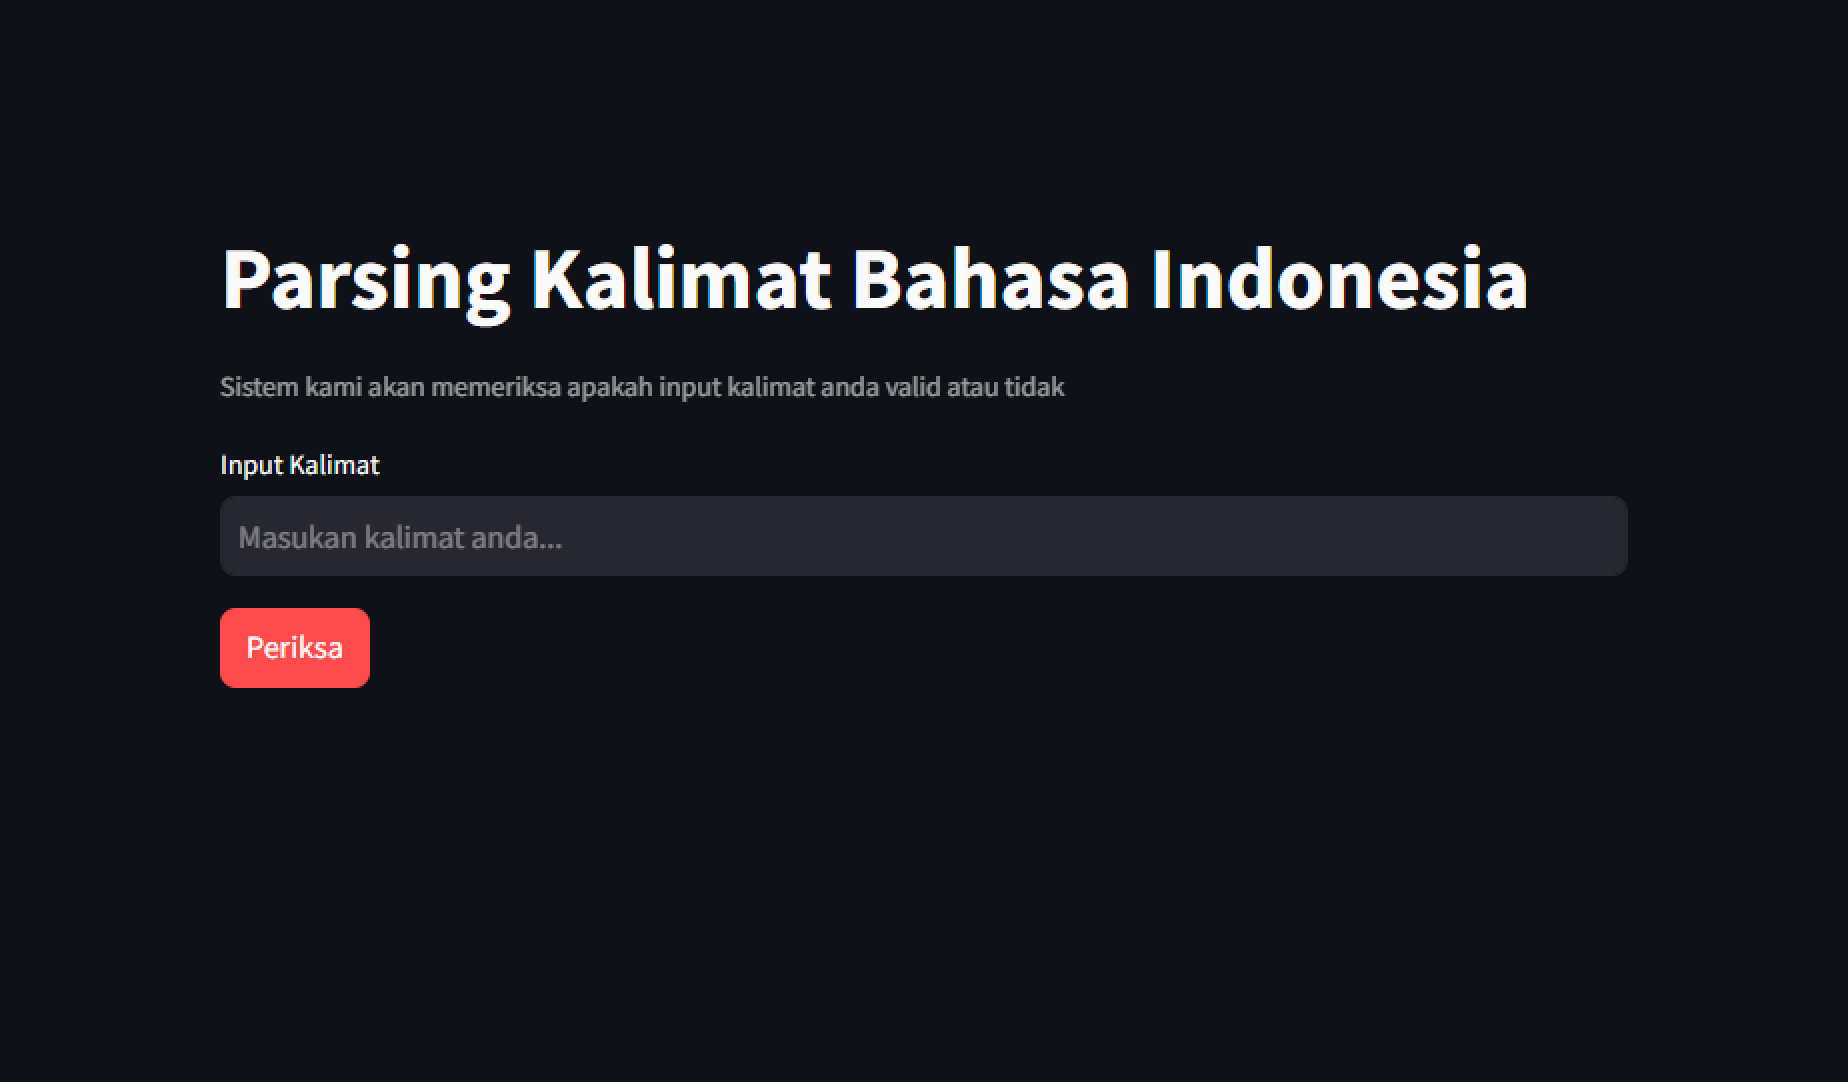 Parsing Kalimat Bahasa Indonesia
Sistem kami akan memeriksa apakah input kalimat anda valid atau tidak
Input Kalimat
Masukan kalimat anda...
Periksa